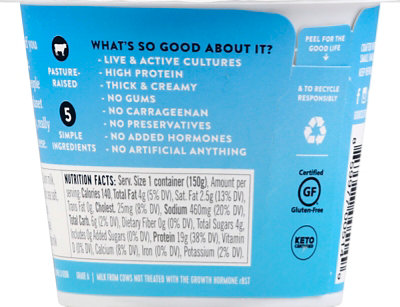 WHAT'S SO GOOD ABOUT IT?
- LIVE & ACTIVE CULTURES
- HIGH PROTEIN
- THICK & CREAMY
- NO GUMS
- NO CARRAGEENAN
- NO PRESERVATIVES
- NO ADDED HORMONES
- NO ARTIFICIAL ANYTHING
PASTURE-
RAISED
5
SIMPLE
INGREDIENTS
NUTRITION FACTS: Serv. Size 1 container (150g), Amount per
serving: Calories 140, Total Fat 4g (5% DV), Sat. Fat 2.5g (13% DV),
Trans Fat 0g, Cholest. 25mg (8% DV), Sodium 460mg (20% DV),
Total Carb. 6g (2% DV), Dietary Fiber 0g (0% DV), Total Sugars 4g,
Includes 0g Added Sugars (0% DV), Protein 19g (38% DV), Vitamin
D (0% DV), Calcium (8% DV), Iron (0% DV), Potassium (2% DV)
GRADE A
MILK FROM COWS NOT TREATED WITH THE GROWTH HORMONE rBST
PEEL FOR THE
GOOD LIFE
& TO RECYCLE
RESPONSIBLY
Certified
GF
Gluten-Free
KETO
CERTIFIED